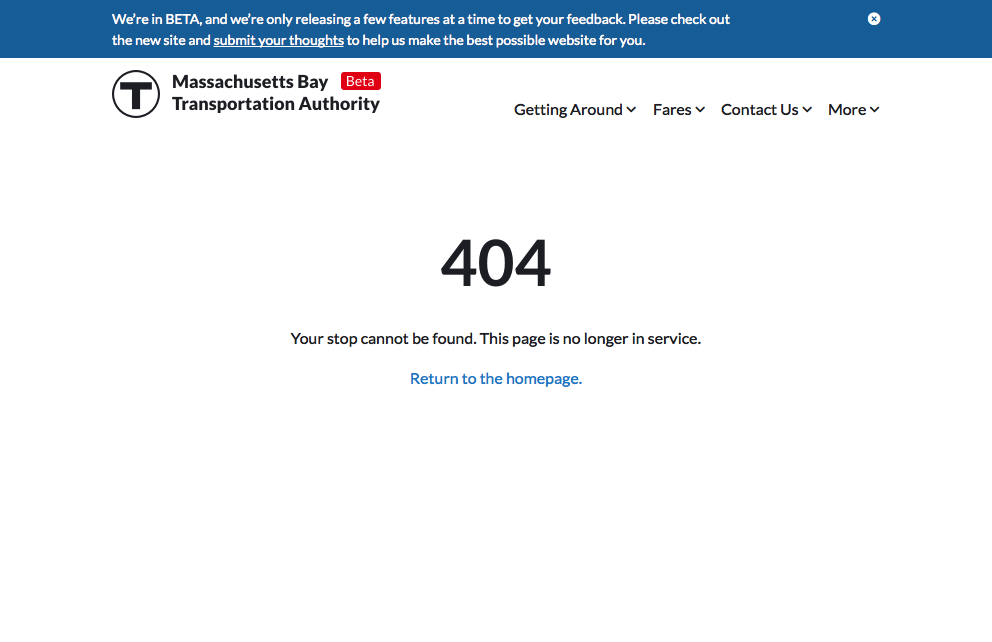 We're in BETA, and we're only releasing a few features at a time to get your feedback. Please check out
the new site and submit your thoughts to help us make the best possible website for you.
T
Massachusetts Bay Beta
Transportation Authority
Getting Around Fares Contact Us More
404
Your stop cannot be found. This page is no longer in service.
Return to the homepage.